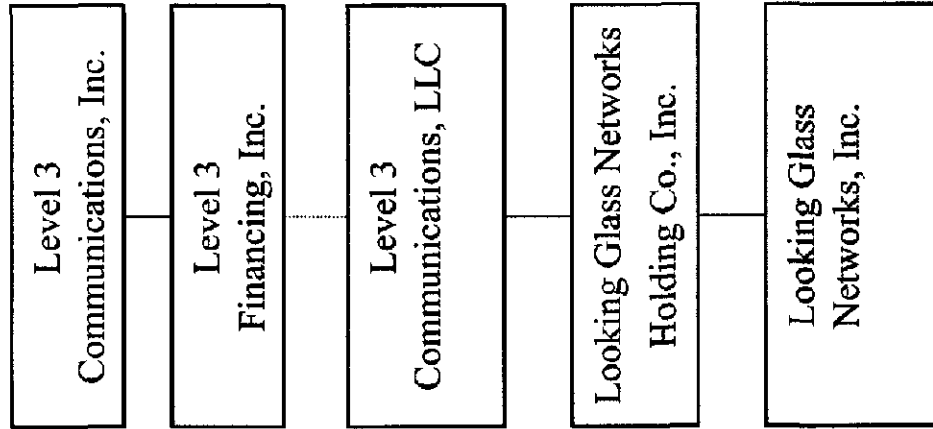 Level 3
Communications, Inc.
Level 3
Financing, Inc.
Level 3
Communications, LLC
Looking Glass Networks
Holding Co., Inc.
Looking Glass
Networks, Inc.